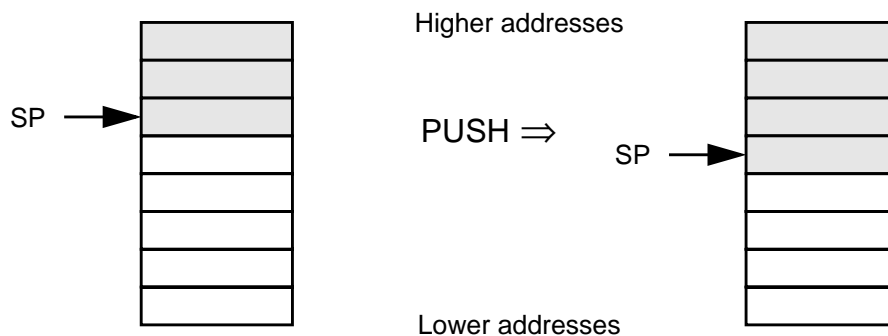 Higher addresses
SP
PUSH ⇒
SP
Lower addresses